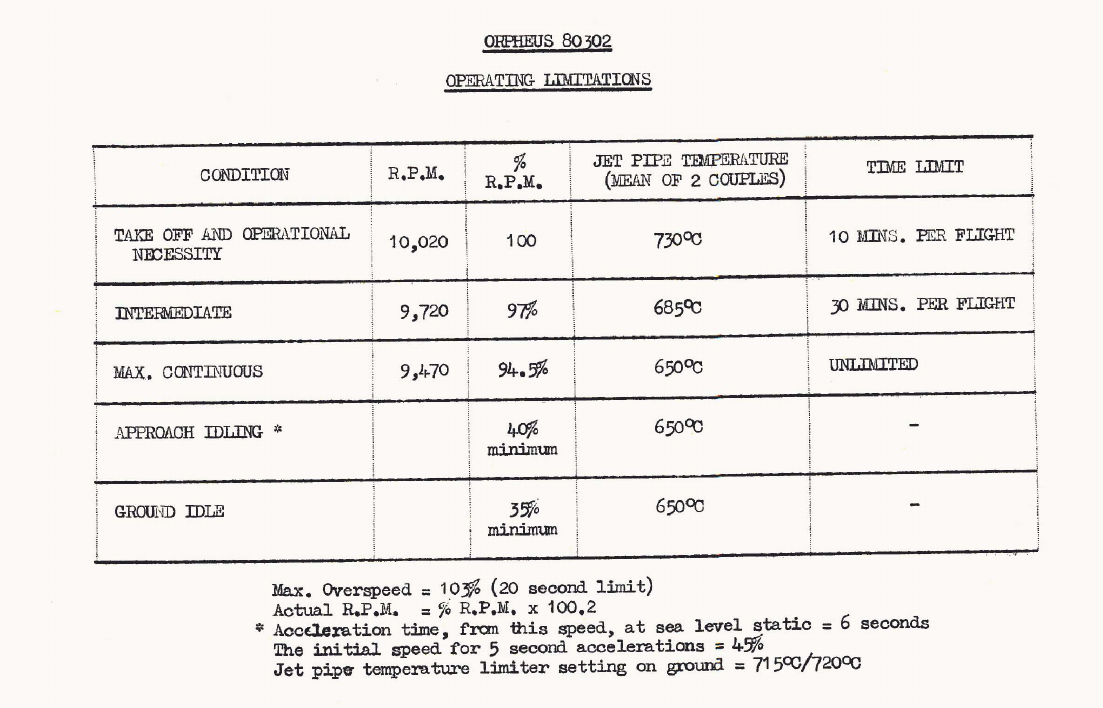 ORPHEUS 80302
OPERATING LIMITATIONS
CONDITION R.P.M. % R.P.M. JET PIPE TEMPERATURE (MEAN OF 2 COUPLES) TIME LIMIT
TAKE OFF AND OPERATIONAL NECESSITY 10,020 100 730°C 10 MINS. PER FLIGHT
INTERMEDIATE 9,720 97% 685°C 30 MINS. PER FLIGHT
MAX. CONTINUOUS 9,470 94.5% 650°C UNLIMITED
APPROACH IDLING * 40% minimum 650°C -
GROUND IDLE 35% minimum 650°C -
Max. Overspeed = 103% (20 second limit)
Actual R.P.M. = % R.P.M. x 100.2
* Acceleration time, from this speed, at sea level static = 6 seconds
The initial speed for 5 second accelerations = 45%
Jet pipe temperature limiter setting on ground = 715°C/720°C